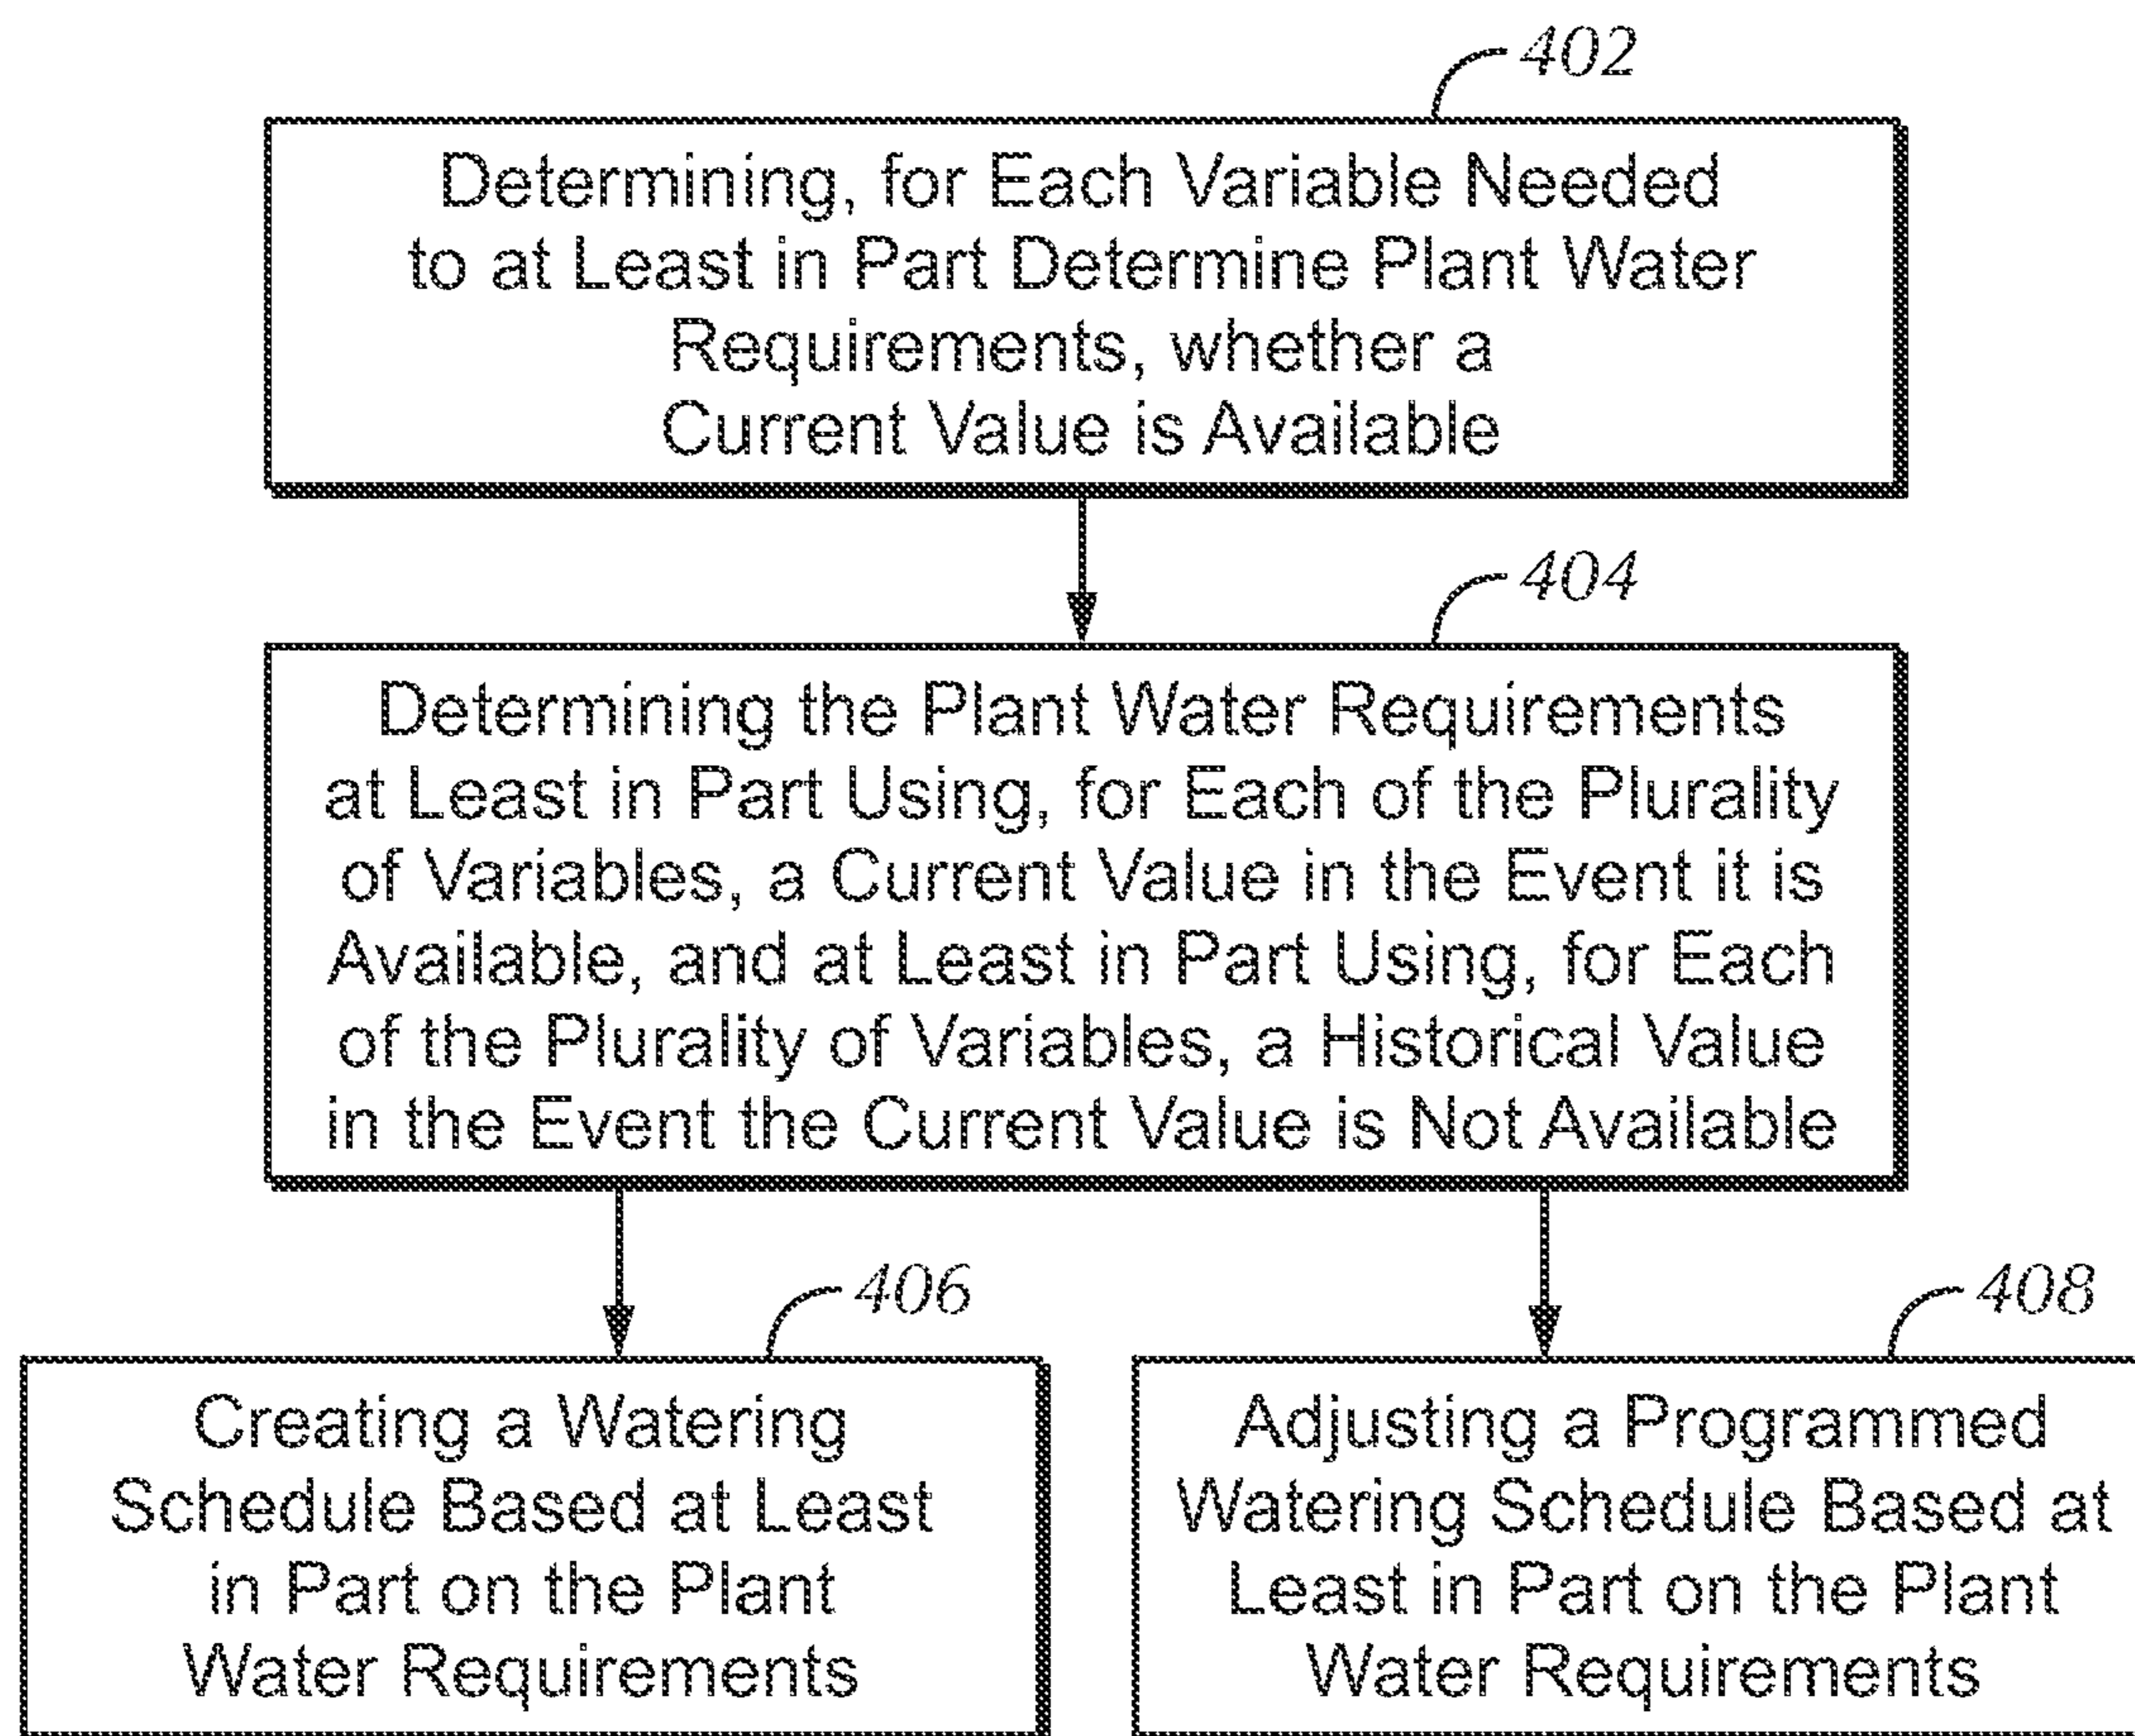 402
Determining, for Each Variable Needed
to at Least in Part Determine Plant Water
Requirements, whether a
Current Value is Available
404
Determining the Plant Water Requirements
at Least in Part Using, for Each of the Plurality
of Variables, a Current Value in the Event it is
Available, and at Least in Part Using, for Each
of the Plurality of Variables, a Historical Value
in the Event the Current Value is Not Available
406
Creating a Watering
Schedule Based at Least
in Part on the Plant
Water Requirements
408
Adjusting a Programmed
Watering Schedule Based at
Least in Part on the Plant
Water Requirements